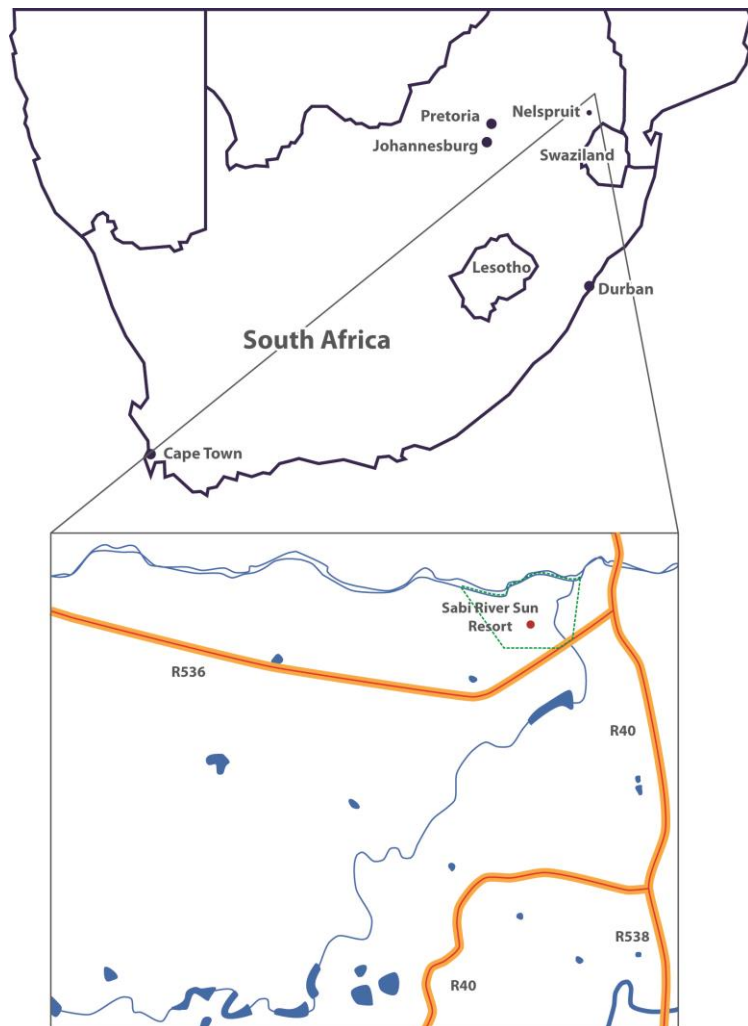 Nelspruit
Pretoria
Johannesburg
Swaziland
Lesotho
Durban
South Africa
Cape Town
Sabi River Sun
Resort
R536
R40
R538
R40